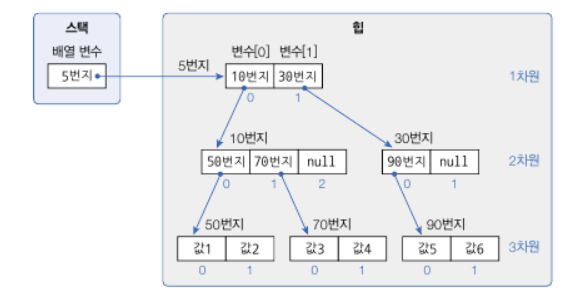 스택
힙
배열 변수
변수[0] 변수[1]
5번지
5번지
10번지 30번지
1차원
0 1
10번지
30번지
50번지 70번지 null
90번지 null
2차원
0 1 2
0 1
50번지
70번지
90번지
값1 값2
값3 값4
값5 값6
3차원
0 1
0 1
0 1